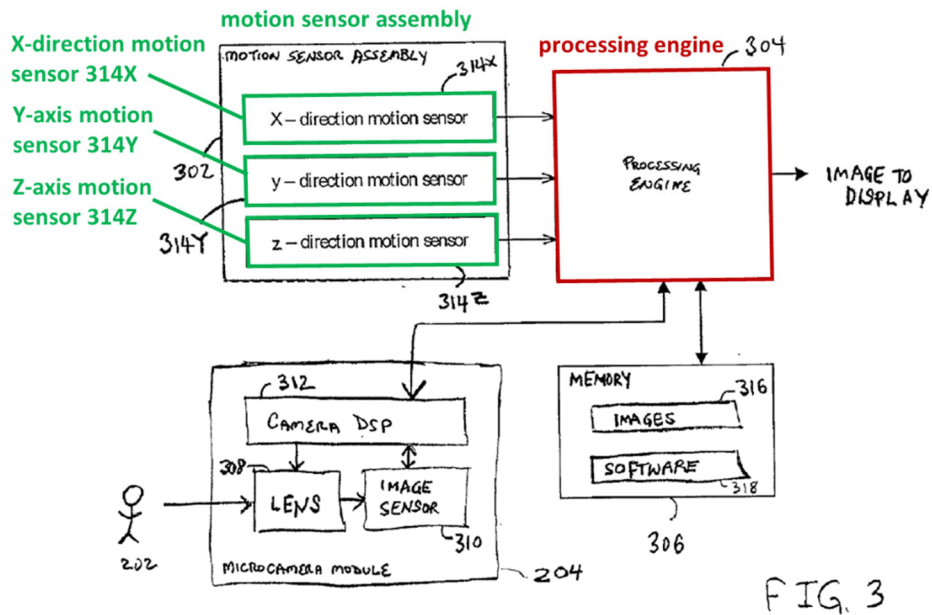 motion sensor assembly
X-direction motion
sensor 314X
Y-axis motion
sensor 314Y
Z-axis motion
sensor 314Z
MOTION SENSOR ASSEMBLY
314X
X – direction motion sensor
302
y – direction motion sensor
314Y
z – direction motion sensor
314Z
processing engine
304
PROCESSING
ENGINE
IMAGE TO
DISPLAY
312
CAMERA DSP
308
LENS
IMAGE
SENSOR
310
202
MICROCAMERA MODULE
204
MEMORY
316
IMAGES
SOFTWARE
318
306
FIG. 3